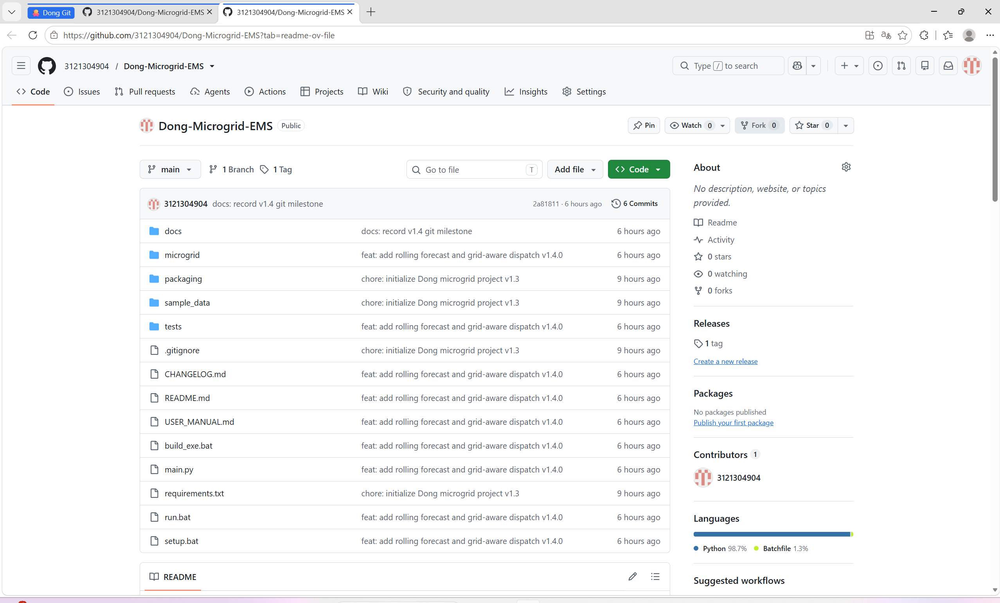 Dong Git
3121304904/Dong-Microgrid-EMS
3121304904/Dong-Microgrid-EMS
https://github.com/3121304904/Dong-Microgrid-EMS?tab=readme-ov-file
3121304904 / Dong-Microgrid-EMS
Type / to search
Code Issues Pull requests Agents Actions Projects Wiki Security and quality Insights Settings
Dong-Microgrid-EMS Public
Pin Watch 0 Fork 0 Star 0
main 1 Branch 1 Tag
Go to file T Add file Code
3121304904 docs: record v1.4 git milestone 2a81811 · 6 hours ago 6 Commits
docs docs: record v1.4 git milestone 6 hours ago
microgrid feat: add rolling forecast and grid-aware dispatch v1.4.0 6 hours ago
packaging chore: initialize Dong microgrid project v1.3 9 hours ago
sample_data chore: initialize Dong microgrid project v1.3 9 hours ago
tests feat: add rolling forecast and grid-aware dispatch v1.4.0 6 hours ago
.gitignore chore: initialize Dong microgrid project v1.3 9 hours ago
CHANGELOG.md feat: add rolling forecast and grid-aware dispatch v1.4.0 6 hours ago
README.md feat: add rolling forecast and grid-aware dispatch v1.4.0 6 hours ago
USER_MANUAL.md feat: add rolling forecast and grid-aware dispatch v1.4.0 6 hours ago
build_exe.bat feat: add rolling forecast and grid-aware dispatch v1.4.0 6 hours ago
main.py feat: add rolling forecast and grid-aware dispatch v1.4.0 6 hours ago
requirements.txt chore: initialize Dong microgrid project v1.3 9 hours ago
run.bat feat: add rolling forecast and grid-aware dispatch v1.4.0 6 hours ago
setup.bat feat: add rolling forecast and grid-aware dispatch v1.4.0 6 hours ago
README
About
No description, website, or topics
provided.
Readme
Activity
0 stars
0 watching
0 forks
Releases
1 tag
Create a new release
Packages
No packages published
Publish your first package
Contributors 1
3121304904
Languages
Python 98.7% Batchfile 1.3%
Suggested workflows